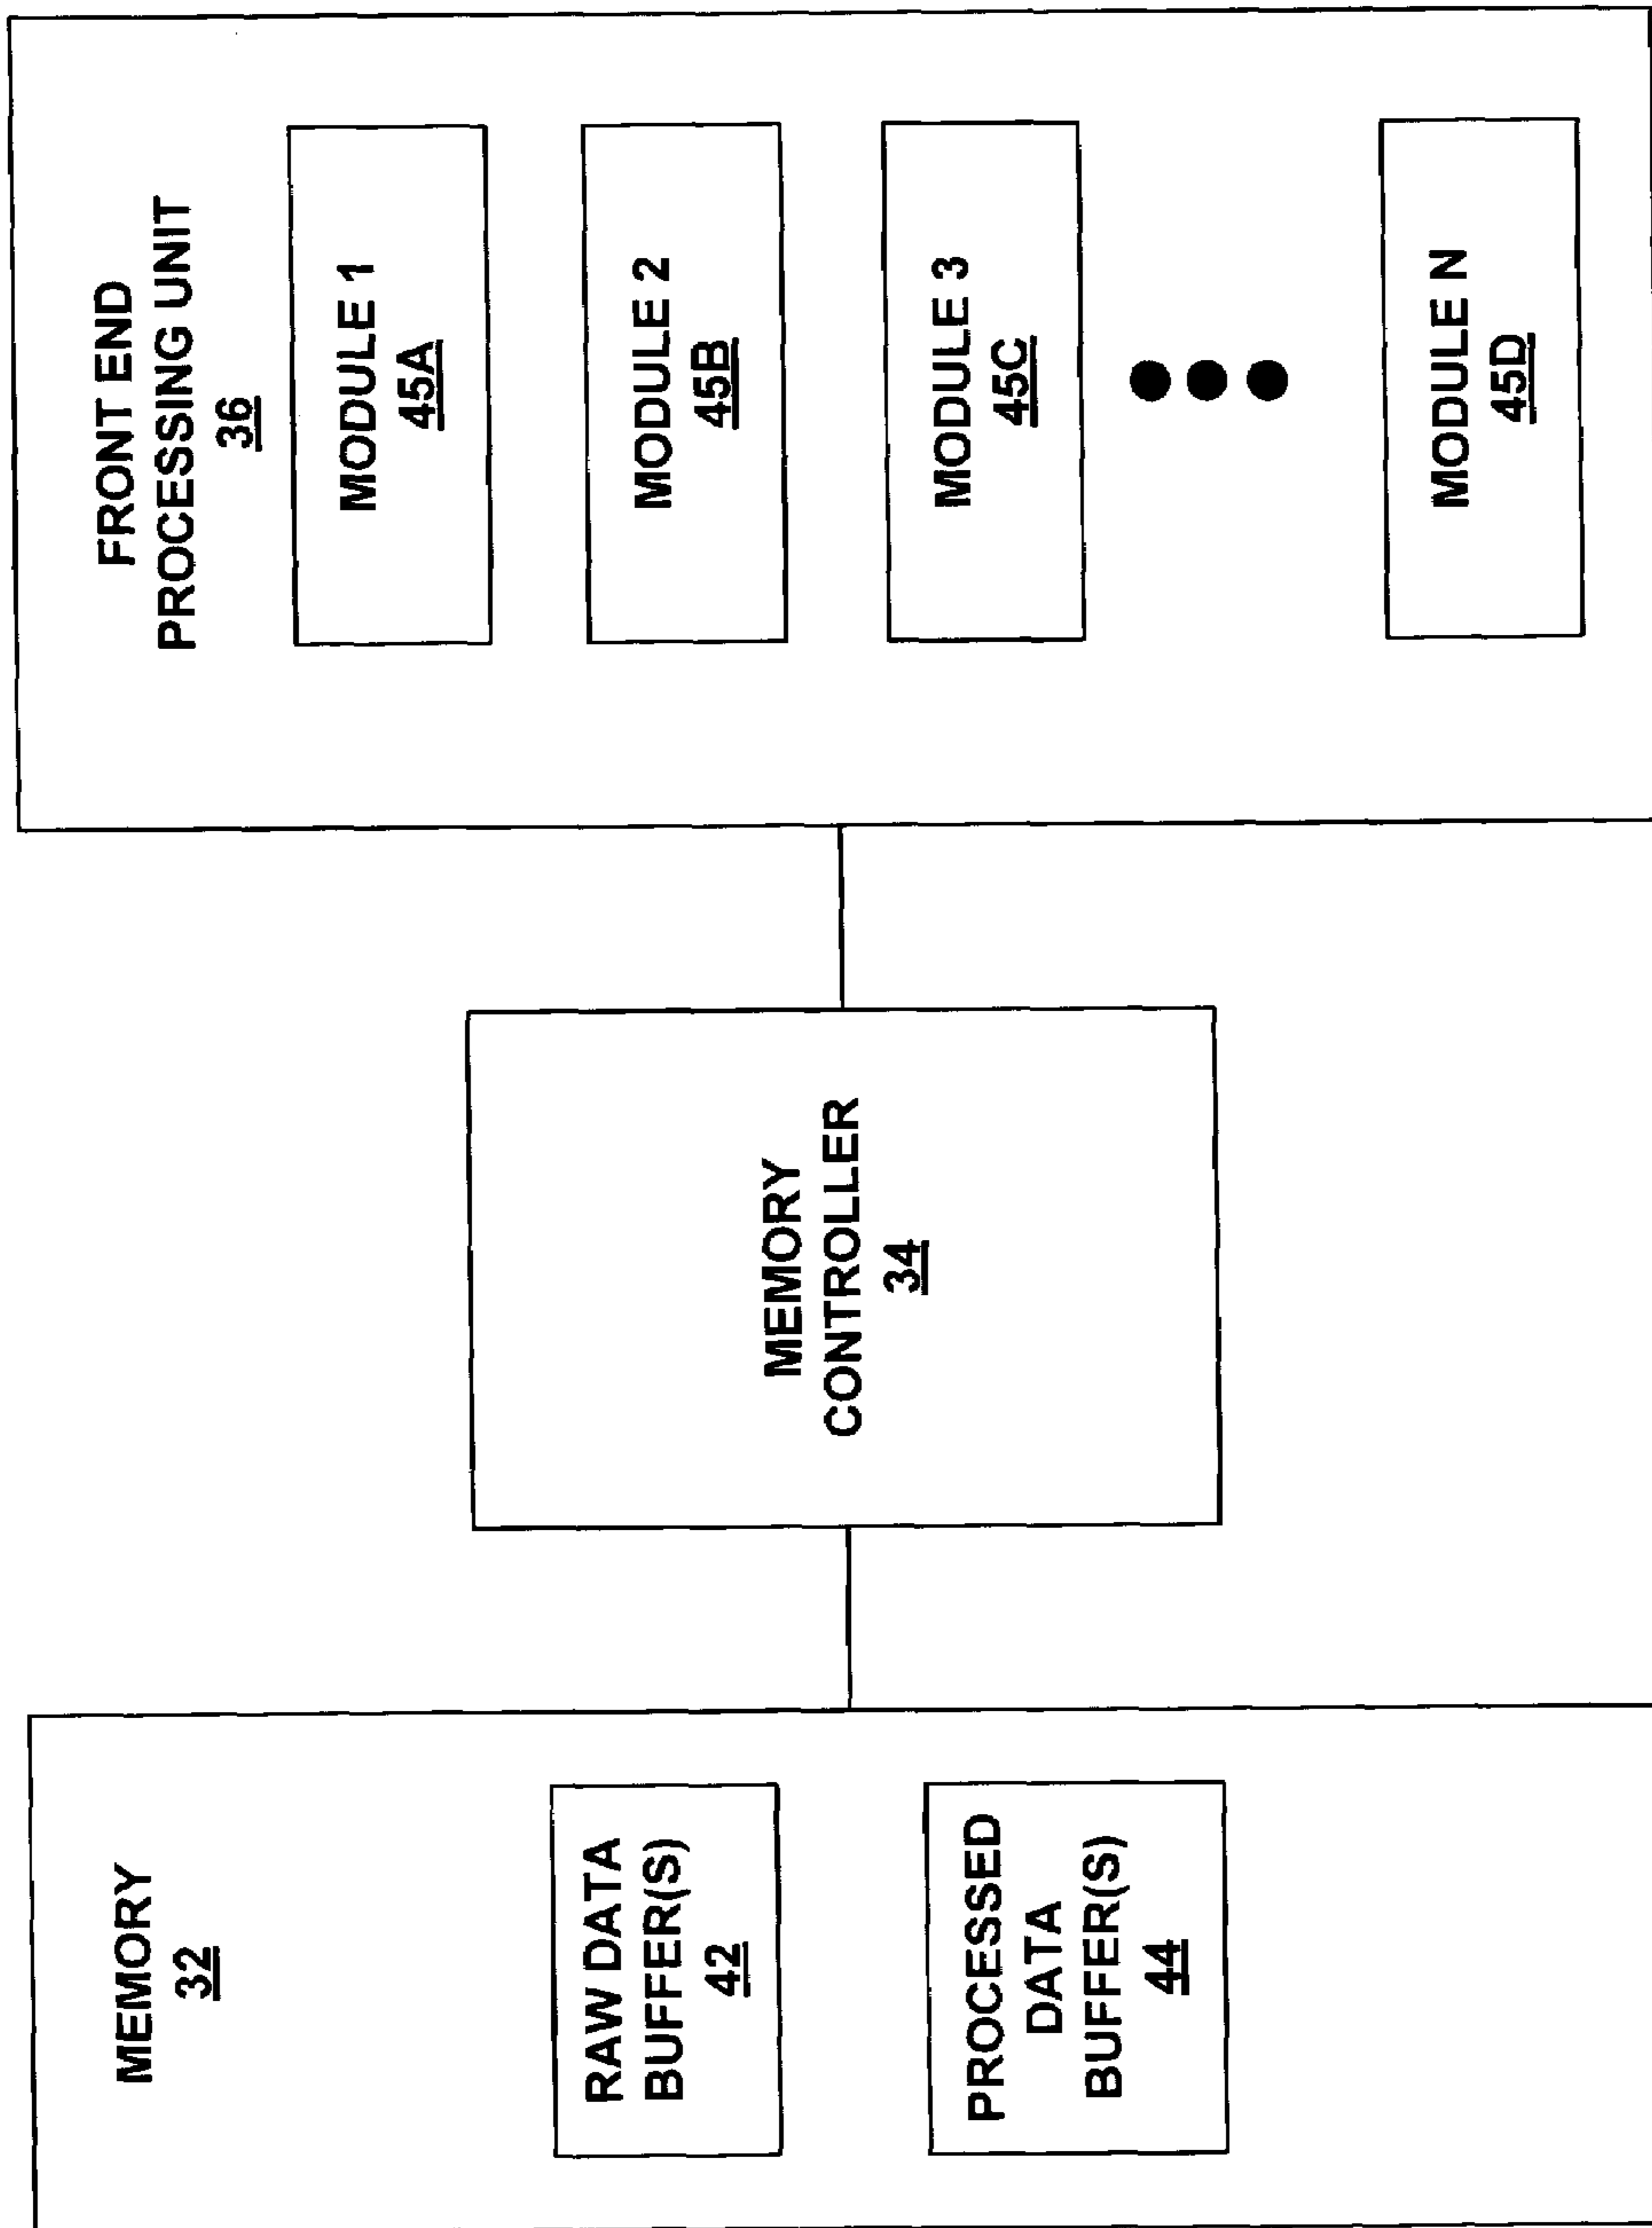 MEMORY
32
RAW DATA
BUFFER(S)
42
PROCESSED
DATA
BUFFER(S)
44
MEMORY
CONTROLLER
34
FRONT END
PROCESSING UNIT
36
MODULE 1
45A
MODULE 2
45B
MODULE 3
45C
MODULE N
45D